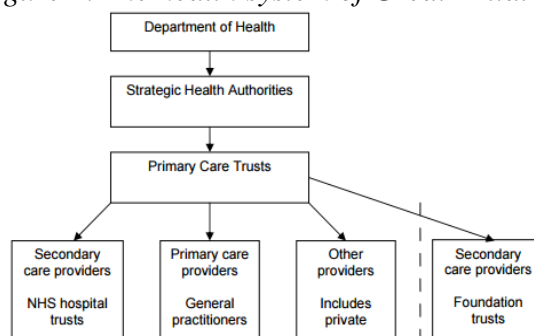 Department of Health
Strategic Health Authorities
Primary Care Trusts
Secondary
care providers
NHS hospital
trusts
Primary care
providers
General
practitioners
Other
providers
Includes
private
Secondary
care providers
Foundation
trusts